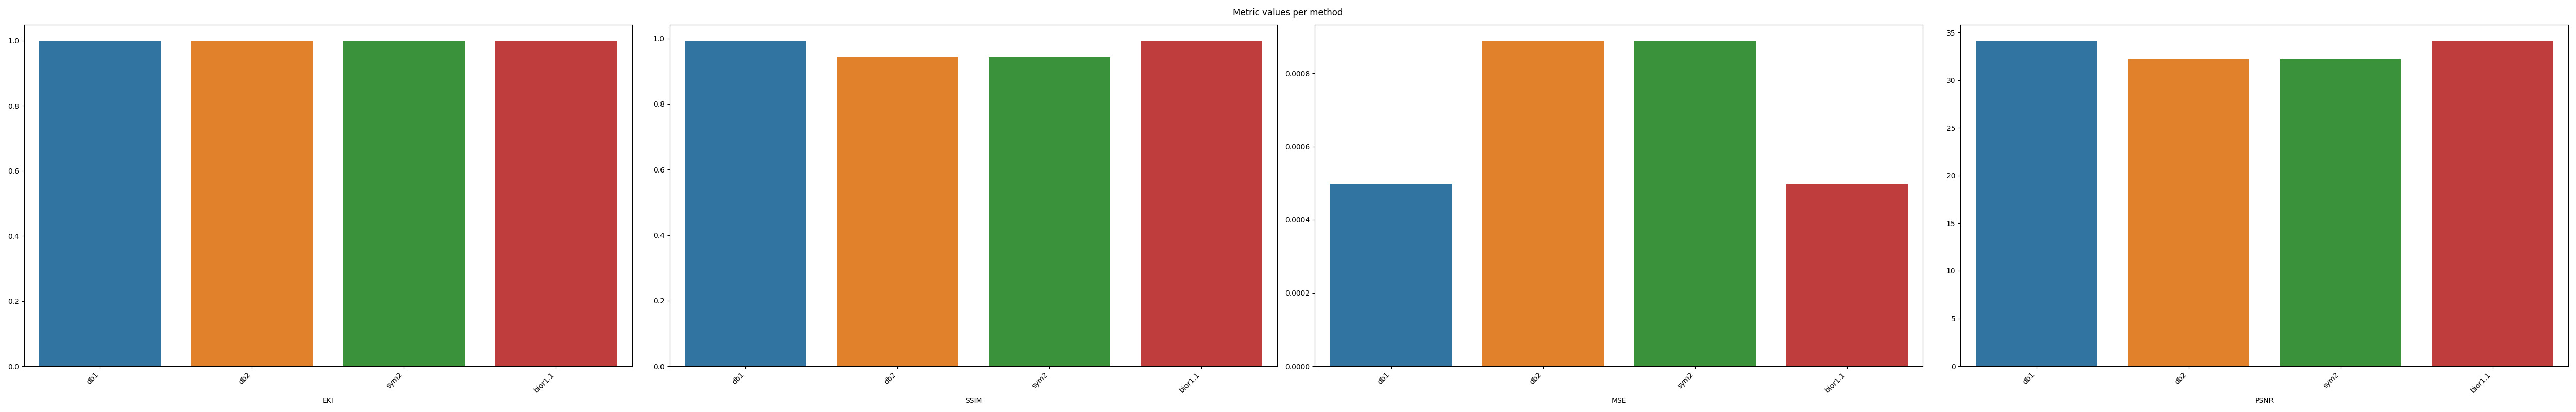 Metric values per method
1.0
0.8
0.6
0.4
0.2
0.0
db1
db2
sym2
bior1.1
EKI
1.0
0.8
0.6
0.4
0.2
0.0
db1
db2
sym2
bior1.1
SSIM
0.0008
0.0006
0.0004
0.0002
0.0000
db1
db2
sym2
bior1.1
MSE
35
30
25
20
15
10
5
0
db1
db2
sym2
bior1.1
PSNR